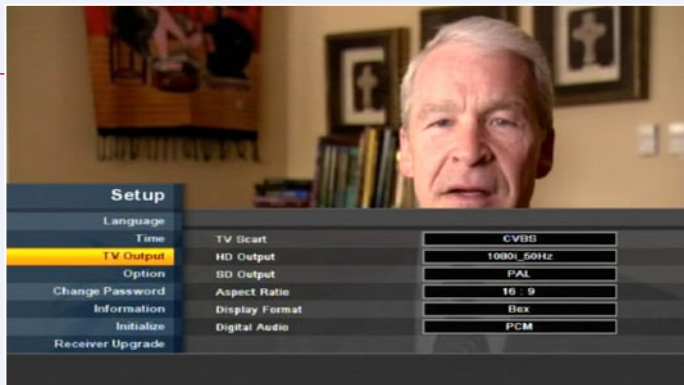 Setup
Language
Time
TV Output
Option
Change Password
Information
Initialize
Receiver Upgrade
TV Scart CVBS
HD Output 1080i_50Hz
SD Output PAL
Aspect Ratio 16 : 9
Display Format Box
Digital Audio PCM